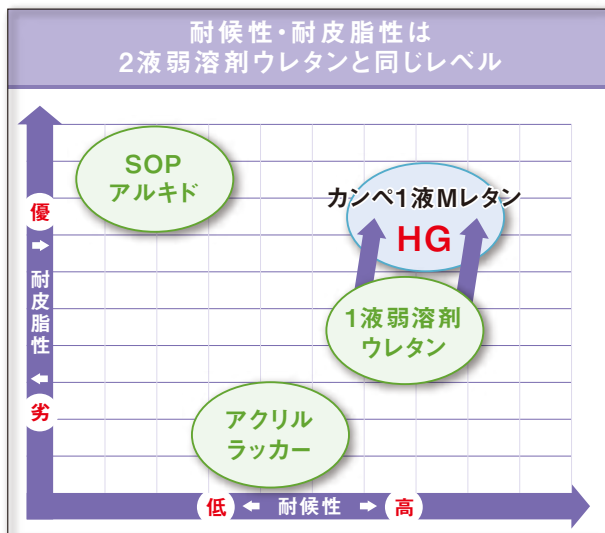 耐候性・耐皮脂性は
2液弱溶剤ウレタンと同じレベル
SOP
アルキド
カンペ1液Mレタン
HG
1液弱溶剤
ウレタン
アクリル
ラッカー
優 → 耐皮脂性 ← 劣
低 ← 耐候性 → 高